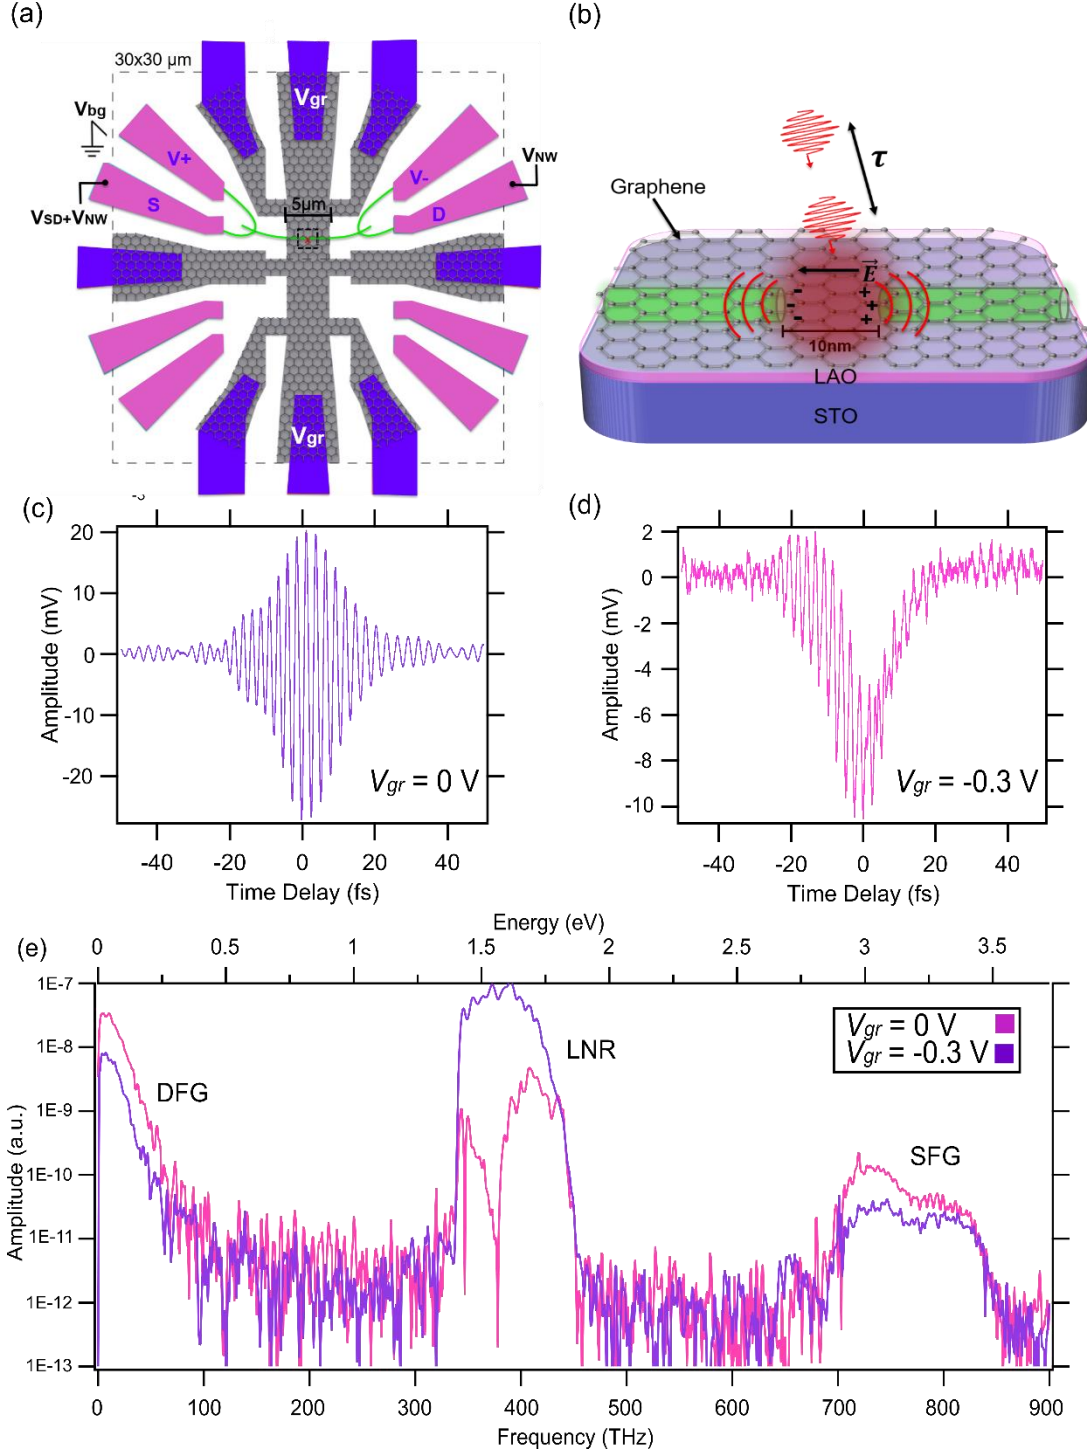 (a)
30x30 μm
Vbg
V+
S
VSD+VNW
Vgr
5μm
V-
D
VNW
Vgr
(b)
τ
Graphene
E
- - -
+ + +
10nm
LAO
STO
(c)
Amplitude (mV)
20
10
0
-10
-20
Vgr = 0 V
-40 -20 0 20 40
Time Delay (fs)
(d)
Amplitude (mV)
2
0
-2
-4
-6
-8
-10
Vgr = -0.3 V
-40 -20 0 20 40
Time Delay (fs)
(e)
Energy (eV)
0 0.5 1 1.5 2 2.5 3 3.5
Amplitude (a.u.)
1E-7
1E-8
1E-9
1E-10
1E-11
1E-12
1E-13
DFG
LNR
SFG
Vgr = 0 V
Vgr = -0.3 V
0 100 200 300 400 500 600 700 800 900
Frequency (THz)